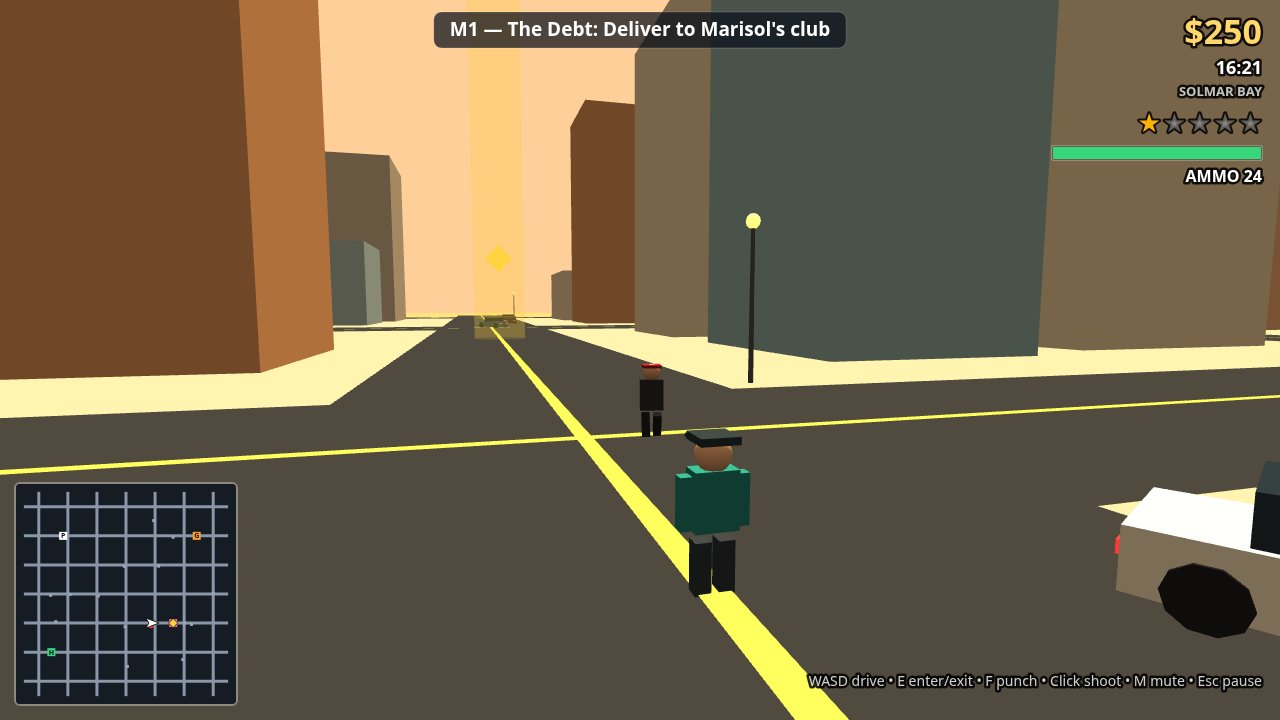 M1 — The Debt: Deliver to Marisol's club
$250
16:21
SOLMAR BAY
AMMO 24
P
G
H
WASD drive • E enter/exit • F punch • Click shoot • M mute • Esc pause